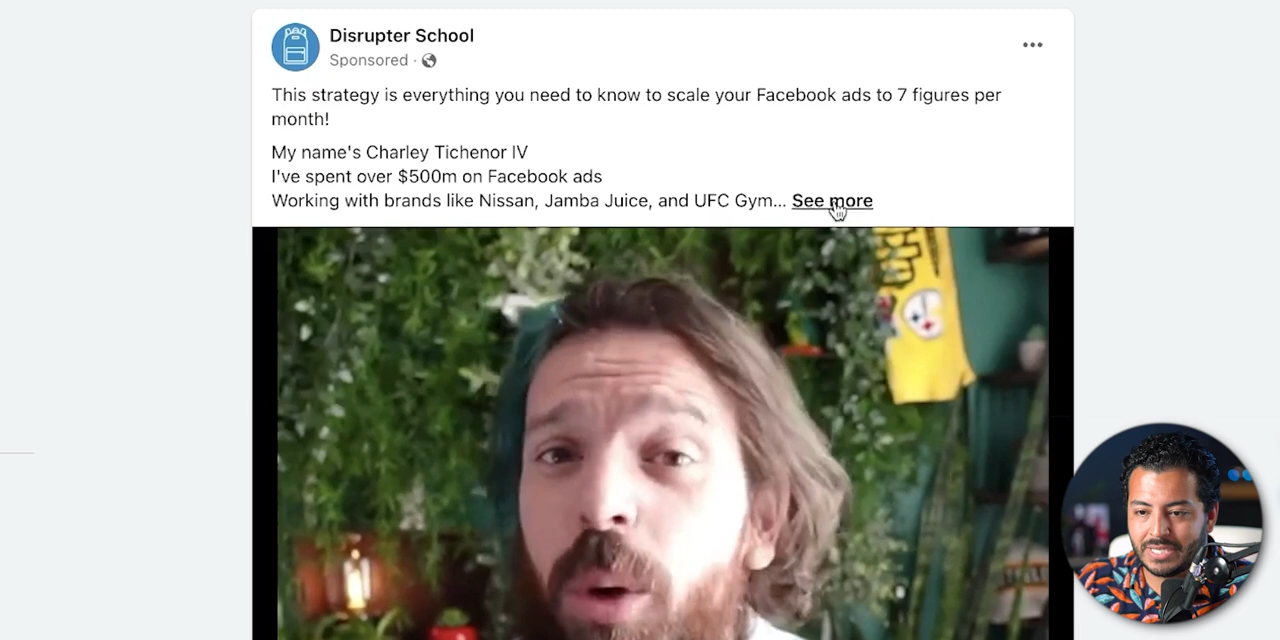 Disrupter School
Sponsored ·
This strategy is everything you need to know to scale your Facebook ads to 7 figures per
month!
My name's Charley Tichenor IV
I've spent over $500m on Facebook ads
Working with brands like Nissan, Jamba Juice, and UFC Gym... See more